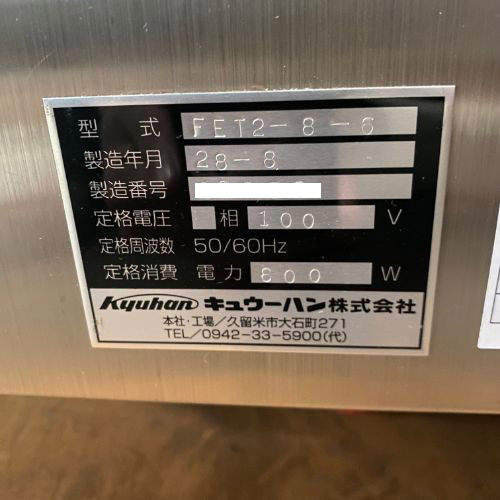 型 式 FET2-8-6
製造年月 28-8
製造番号
定格電圧 相 100 V
定格周波数 50/60Hz
定格消費 電力 800 W
Kyuhan キュウーハン株式会社
本社・工場/久留米市大石町271
TEL/0942-33-5900(代)